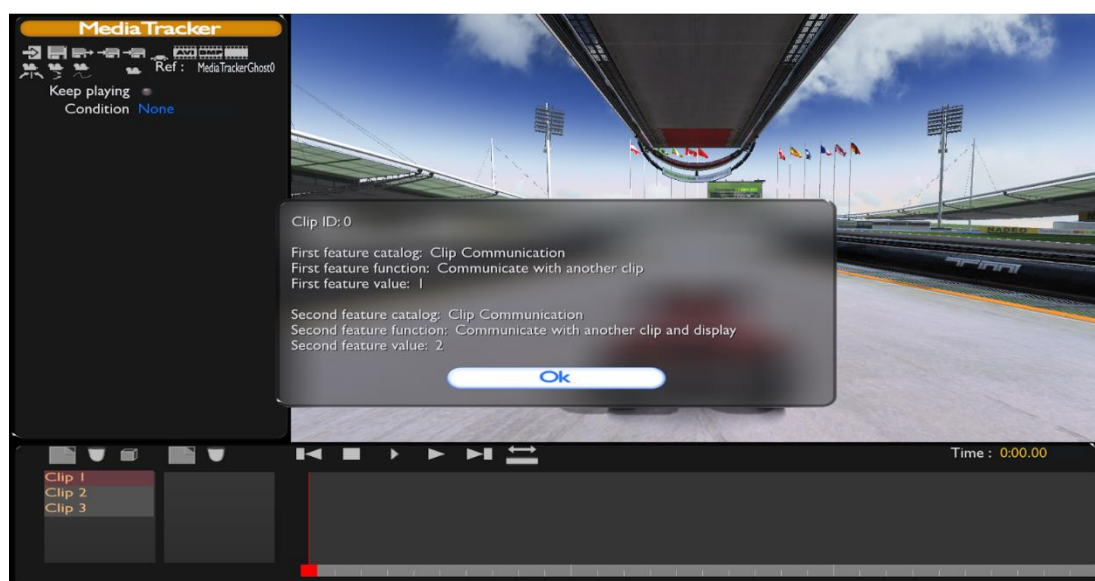 MediaTracker
Ref : MediaTrackerGhost0
Keep playing
Condition None
Clip ID: 0
First feature catalog: Clip Communication
First feature function: Communicate with another clip
First feature value: 1
Second feature catalog: Clip Communication
Second feature function: Communicate with another clip and display
Second feature value: 2
Ok
Time : 0:00.00
Clip 1
Clip 2
Clip 3